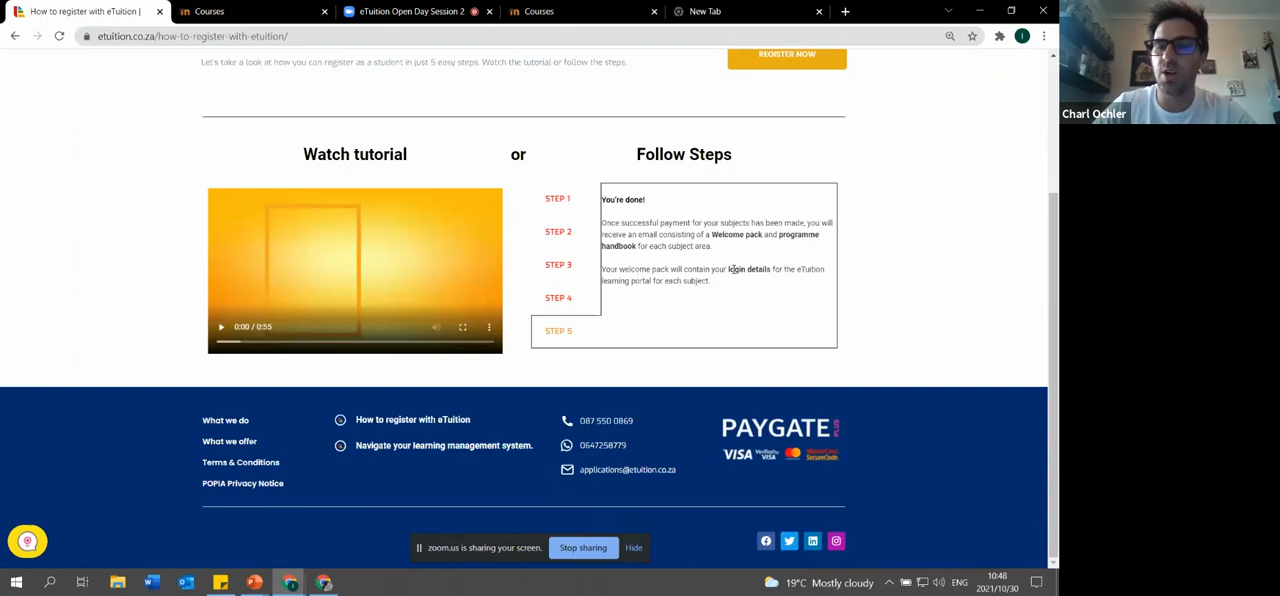 How to register with eTuition |
Courses
eTuition Open Day Session 2
Courses
New Tab
etuition.co.za/how-to-register-with-etuition/
I
Charl Ochler
Let's take a look at how you can register as a student in just 5 easy steps. Watch the tutorial or follow the steps.
REGISTER NOW
Watch tutorial
or
Follow Steps
0:00 / 0:55
STEP 1
STEP 2
STEP 3
STEP 4
STEP 5
You're done!
Once successful payment for your subjects has been made, you will
receive an email consisting of a Welcome pack and programme
handbook for each subject area.
Your welcome pack will contain your login details for the eTuition
learning portal for each subject.
What we do
What we offer
Terms & Conditions
POPIA Privacy Notice
How to register with eTuition
Navigate your learning management system.
087 550 0869
0647258779
applications@etuition.co.za
PAYGATE PLUS
VISA Verified by VISA MasterCard SecureCode
zoom.us is sharing your screen.
Stop sharing
Hide
19°C Mostly cloudy
ENG
10:48
2021/10/30